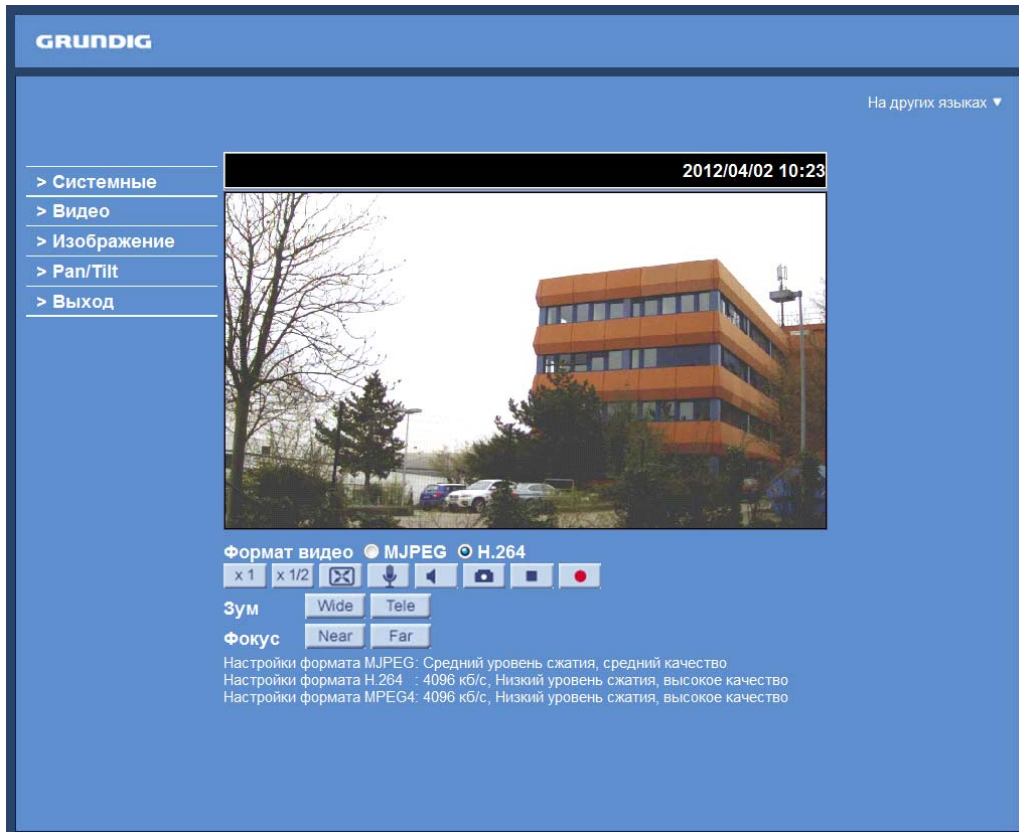 GRUNDIG
На других языках ▼
> Системные
> Видео
> Изображение
> Pan/Tilt
> Выход
2012/04/02 10:23
Формат видео MJPEG H.264
x 1 x 1/2
Зум Wide Tele
Фокус Near Far
Настройки формата MJPEG: Средний уровень сжатия, средний качество
Настройки формата H.264 : 4096 кб/с, Низкий уровень сжатия, высокое качество
Настройки формата MPEG4: 4096 кб/с, Низкий уровень сжатия, высокое качество